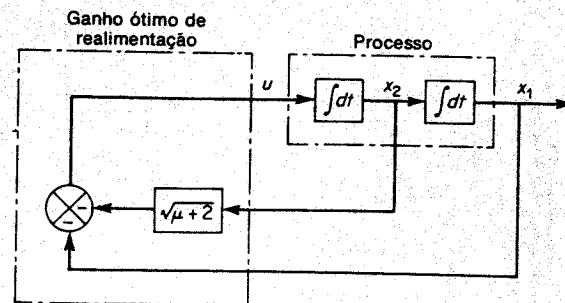 Ganho ótimo de
realimentação
Processo
u
∫dt
x₂
∫dt
x₁
−
√μ + 2
−